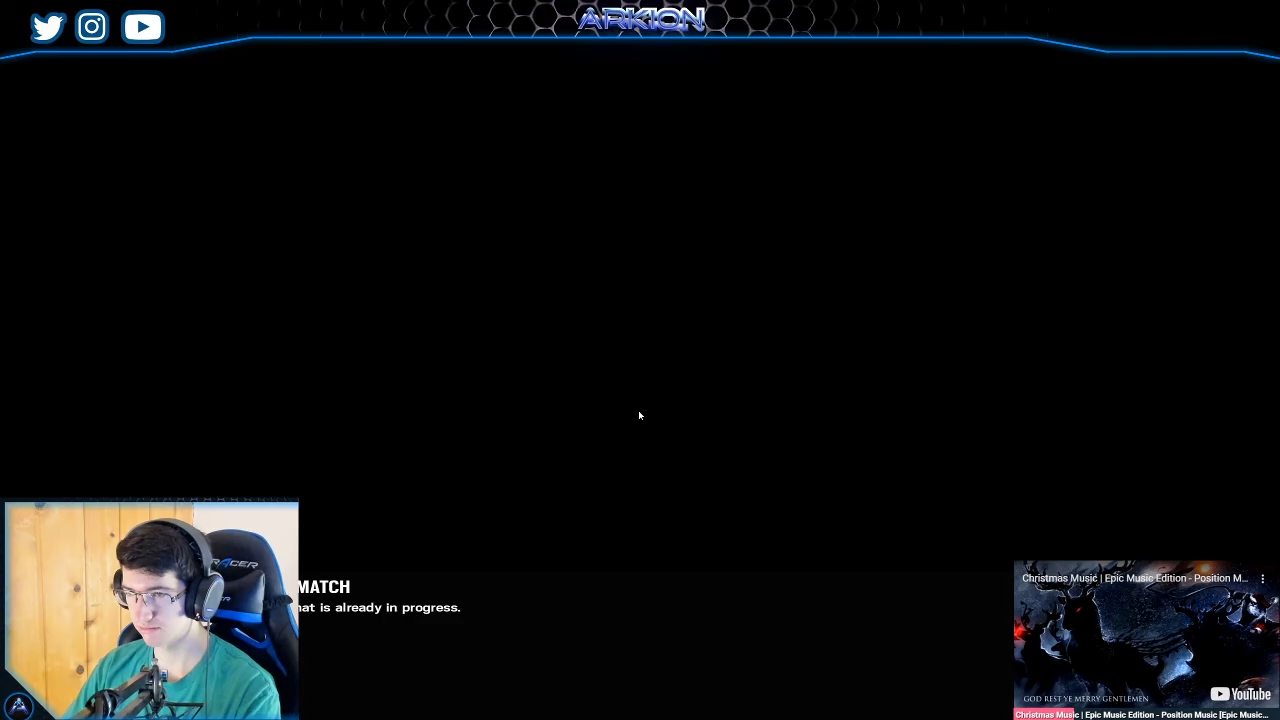 ARKION
MATCH
hat is already in progress.
Christmas Music | Epic Music Edition - Position M...
GOD REST YE MERRY GENTLEMEN
YouTube
Christmas Music | Epic Music Edition - Position Music [Epic Music...